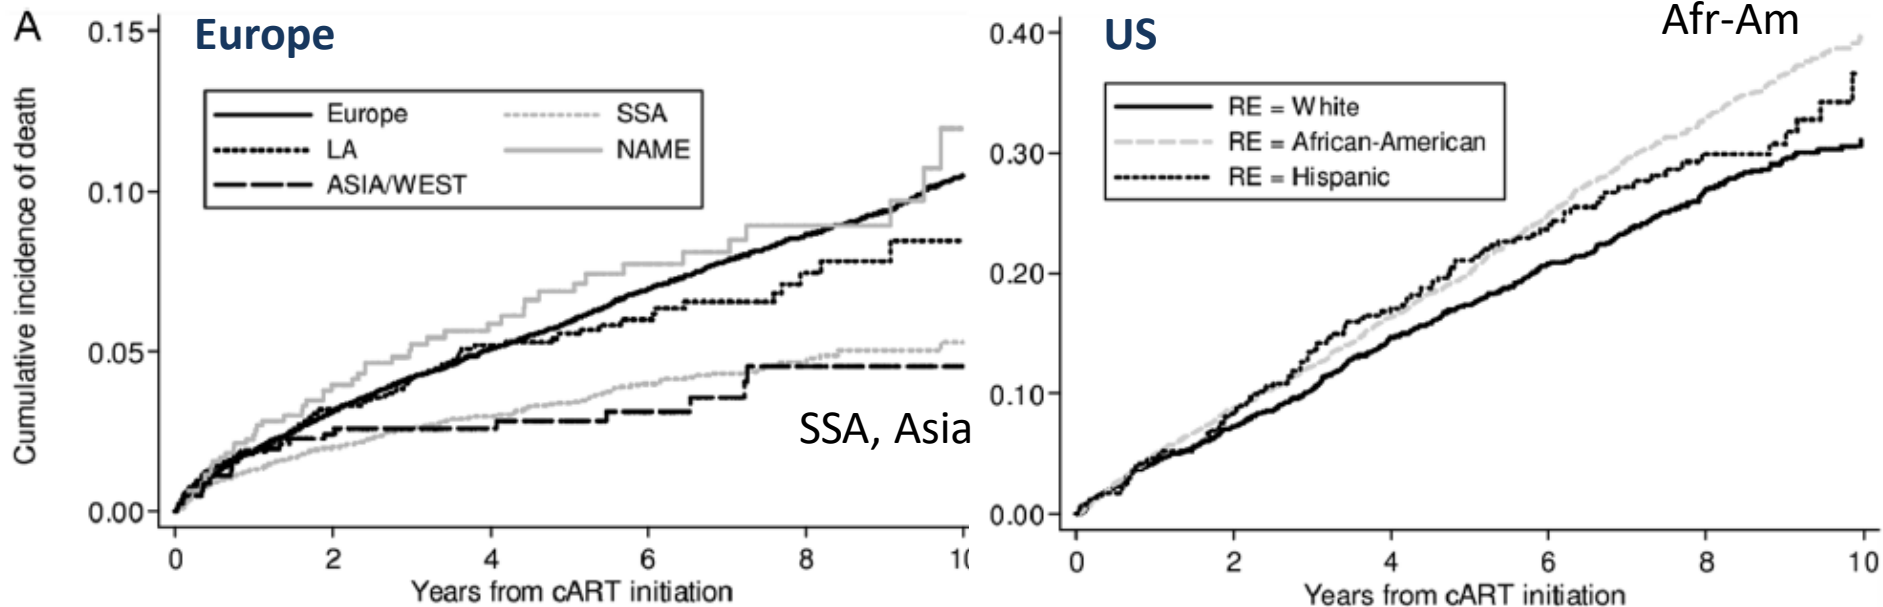 A
Europe
Cumulative incidence of death
0.15
0.10
0.05
0.00
Europe SSA
LA NAME
ASIA/WEST
SSA, Asia
0 2 4 6 8 10
Years from cART initiation
US
Afr-Am
0.40
0.30
0.20
0.10
0.00
RE = White
RE = African-American
RE = Hispanic
0 2 4 6 8 10
Years from cART initiation